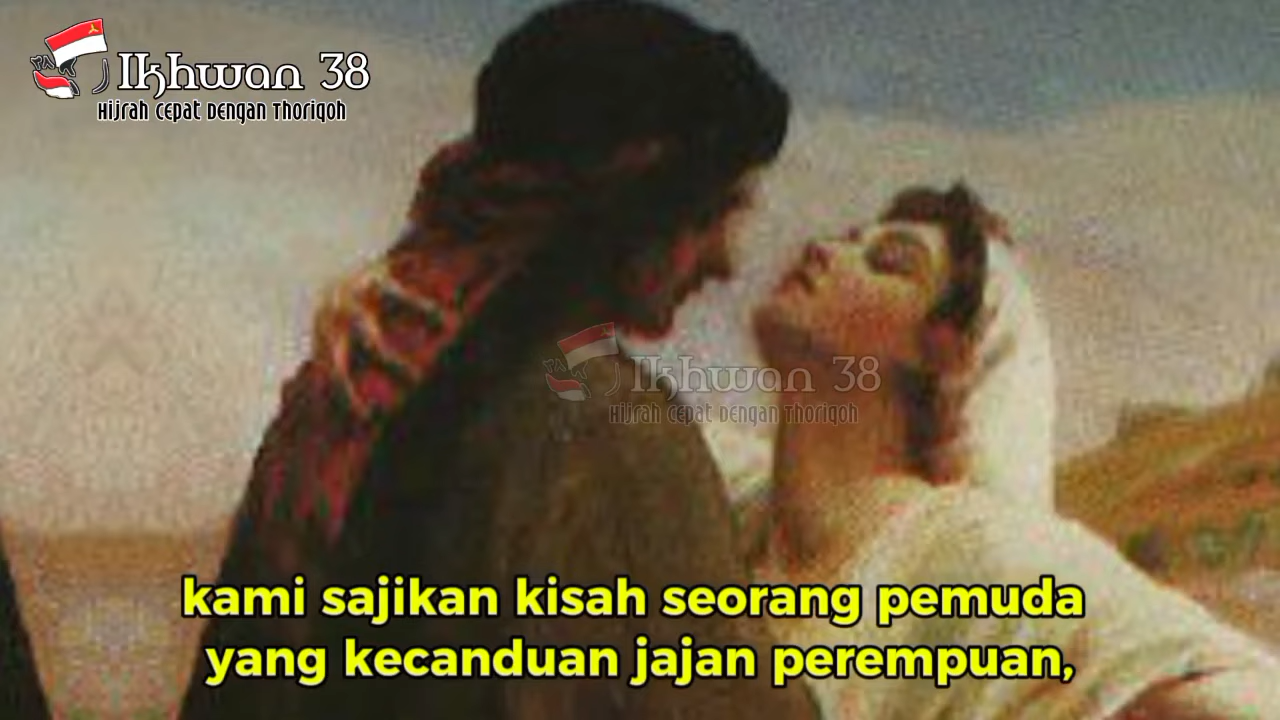 Ikhwan 38
Hijrah Cepat Dengan Thoriqoh
Ikhwan 38
Hijrah Cepat Dengan Thoriqoh
kami sajikan kisah seorang pemuda
yang kecanduan jajan perempuan,